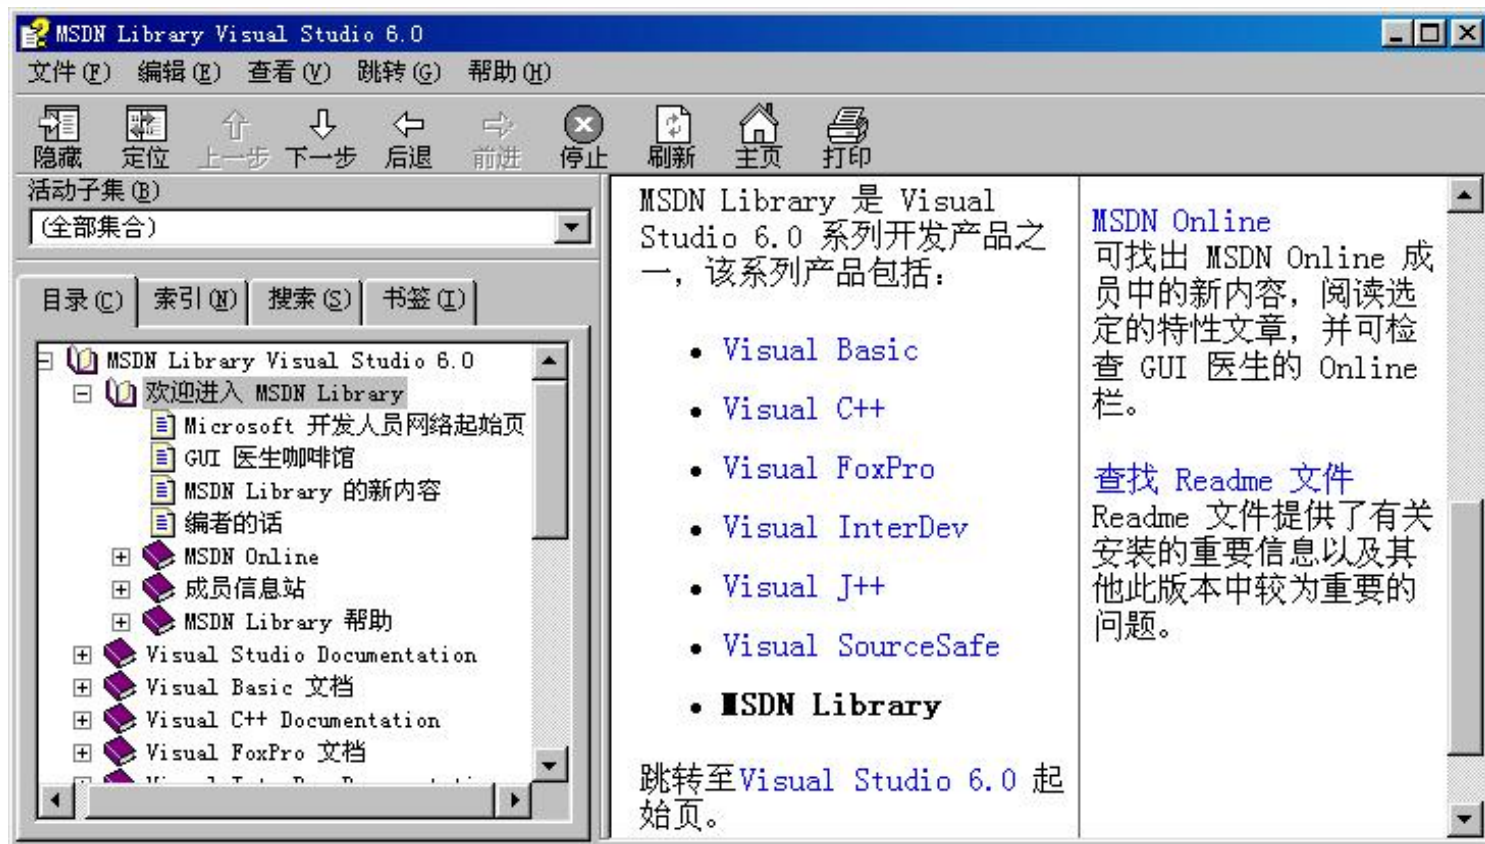 MSDN Library Visual Studio 6.0
文件(F) 编辑(E) 查看(V) 跳转(G) 帮助(H)
隐藏 定位 上一步 下一步 后退 前进 停止 刷新 主页 打印
活动子集(B)
(全部集合)
目录(C) 索引(N) 搜索(S) 书签(I)
MSDN Library Visual Studio 6.0
欢迎进入 MSDN Library
Microsoft 开发人员网络起始页
GUI 医生咖啡馆
MSDN Library 的新内容
编者的话
MSDN Online
成员信息站
MSDN Library 帮助
Visual Studio Documentation
Visual Basic 文档
Visual C++ Documentation
Visual FoxPro 文档
MSDN Library 是 Visual
Studio 6.0 系列开发产品之
一，该系列产品包括：
• Visual Basic
• Visual C++
• Visual FoxPro
• Visual InterDev
• Visual J++
• Visual SourceSafe
• MSDN Library
跳转至Visual Studio 6.0 起
始页。
MSDN Online
可找出 MSDN Online 成
员中的新内容，阅读选
定的特性文章，并可检
查 GUI 医生的 Online
栏。
查找 Readme 文件
Readme 文件提供了有关
安装的重要信息以及其
他此版本中较为重要的
问题。